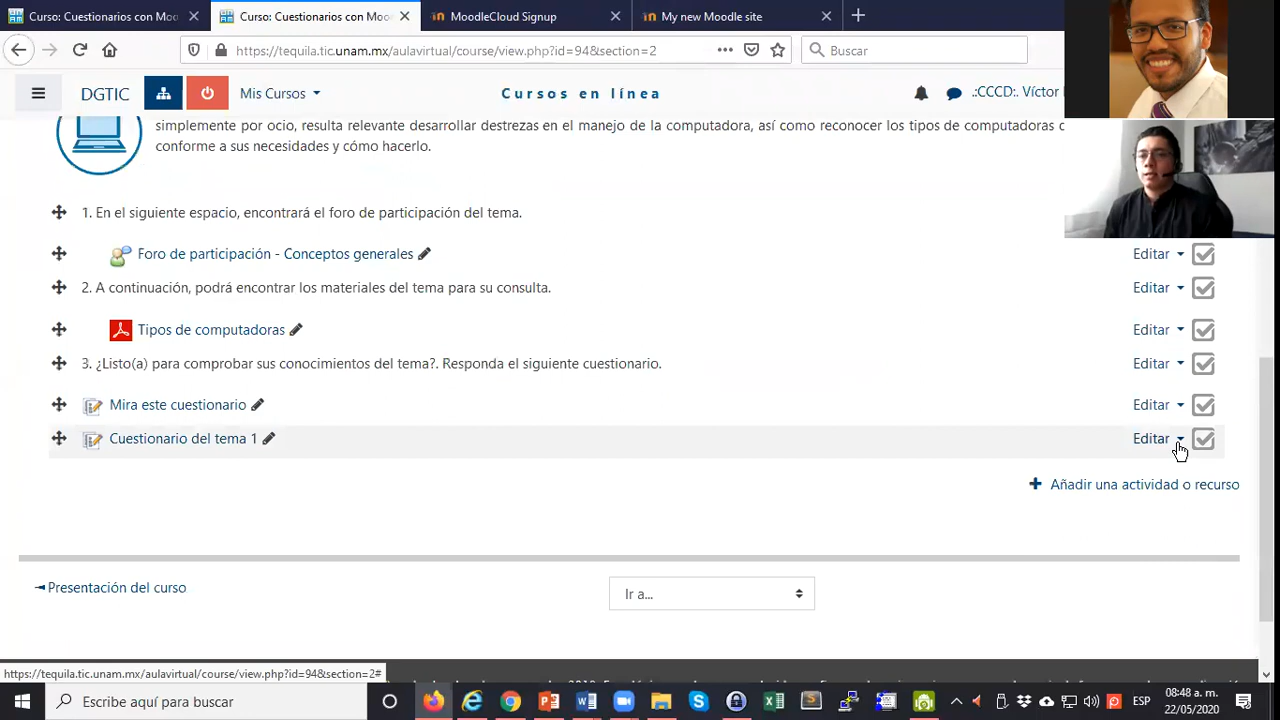 Curso: Cuestionarios con Moo
Curso: Cuestionarios con Moo
MoodleCloud Signup
My new Moodle site
https://tequila.tic.unam.mx/aulavirtual/course/view.php?id=94&section=2
Buscar
DGTIC
Mis Cursos
Cursos en línea
.:CCCD:. Víctor
simplemente por ocio, resulta relevante desarrollar destrezas en el manejo de la computadora, así como reconocer los tipos de computadoras
conforme a sus necesidades y cómo hacerlo.
1. En el siguiente espacio, encontrará el foro de participación del tema.
Foro de participación - Conceptos generales
Editar
2. A continuación, podrá encontrar los materiales del tema para su consulta.
Editar
Tipos de computadoras
Editar
3. ¿Listo(a) para comprobar sus conocimientos del tema?. Responda el siguiente cuestionario.
Editar
Mira este cuestionario
Editar
Cuestionario del tema 1
Editar
Añadir una actividad o recurso
Presentación del curso
Ir a...
https://tequila.tic.unam.mx/aulavirtual/course/view.php?id=94&section=2#
Escribe aquí para buscar
ESP
08:48 a. m.
22/05/2020